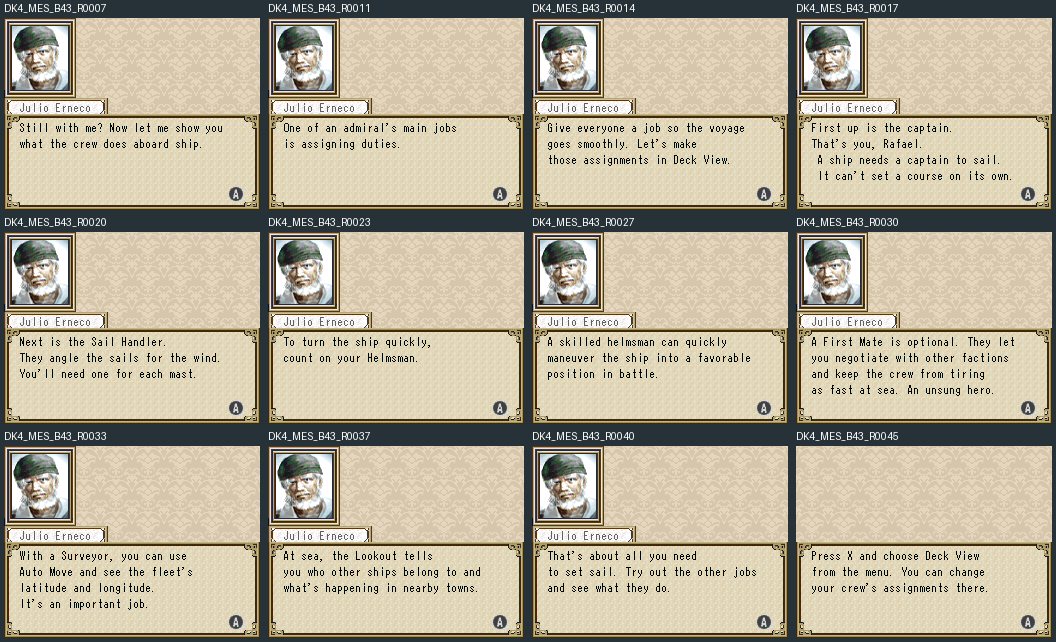 DK4_MES_B43_R0007
Julio Erneco
Still with me? Now let me show you
what the crew does aboard ship.
A
DK4_MES_B43_R0011
Julio Erneco
One of an admiral's main jobs
is assigning duties.
A
DK4_MES_B43_R0014
Julio Erneco
Give everyone a job so the voyage
goes smoothly. Let's make
those assignments in Deck View.
A
DK4_MES_B43_R0017
Julio Erneco
First up is the captain.
That's you, Rafael.
A ship needs a captain to sail.
It can't set a course on its own.
A
DK4_MES_B43_R0020
Julio Erneco
Next is the Sail Handler.
They angle the sails for the wind.
You'll need one for each mast.
A
DK4_MES_B43_R0023
Julio Erneco
To turn the ship quickly,
count on your Helmsman.
A
DK4_MES_B43_R0027
Julio Erneco
A skilled helmsman can quickly
maneuver the ship into a favorable
position in battle.
A
DK4_MES_B43_R0030
Julio Erneco
A First Mate is optional. They let
you negotiate with other factions
and keep the crew from tiring
as fast at sea. An unsung hero.
A
DK4_MES_B43_R0033
Julio Erneco
With a Surveyor, you can use
Auto Move and see the fleet's
latitude and longitude.
It's an important job.
A
DK4_MES_B43_R0037
Julio Erneco
At sea, the Lookout tells
you who other ships belong to and
what's happening in nearby towns.
A
DK4_MES_B43_R0040
Julio Erneco
That's about all you need
to set sail. Try out the other jobs
and see what they do.
A
DK4_MES_B43_R0045
Press X and choose Deck View
from the menu. You can change
your crew's assignments there.
A